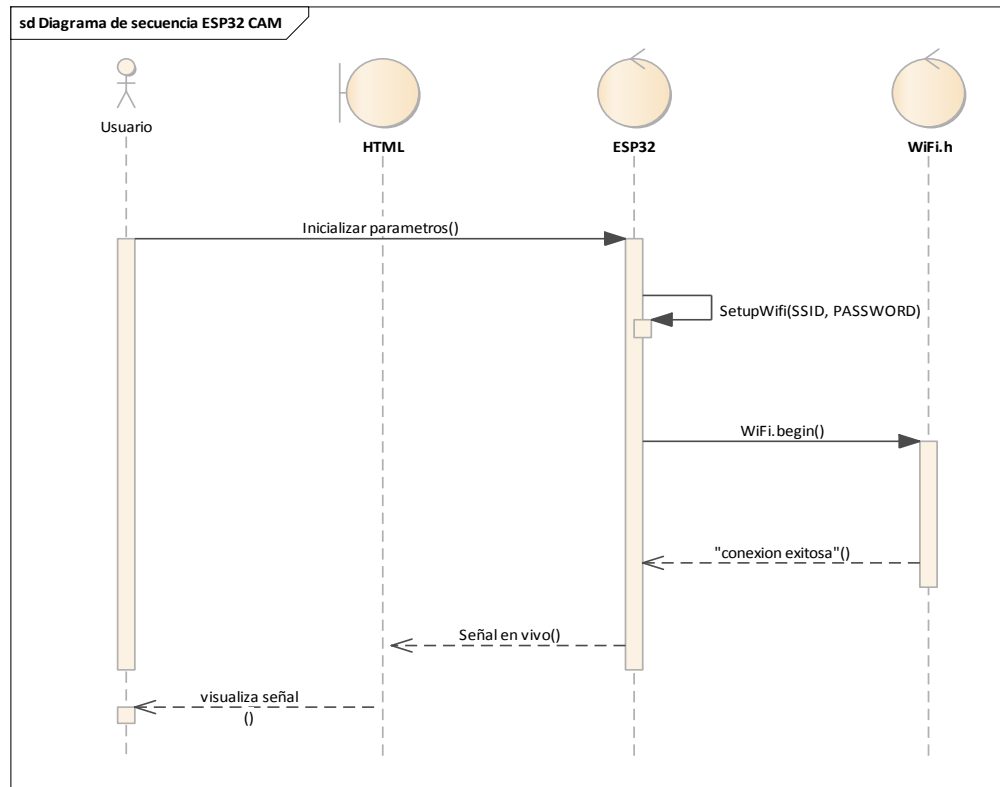 sd Diagrama de secuencia ESP32 CAM
Usuario
HTML
ESP32
WiFi.h
Inicializar parametros()
SetupWifi(SSID, PASSWORD)
WiFi.begin()
"conexion exitosa"()
Señal en vivo()
visualiza señal
()